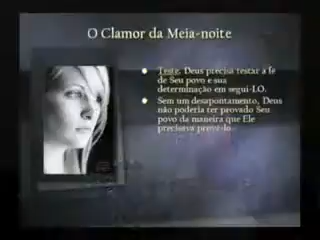 O Clamor da Meia-noite
Teste. Deus precisa testar a fé
de Seu povo e sua
determinação em segui-LO.
Sem um desapontamento, Deus
não poderia ter provado Seu
povo da maneira que Ele
precisava prová-lo.